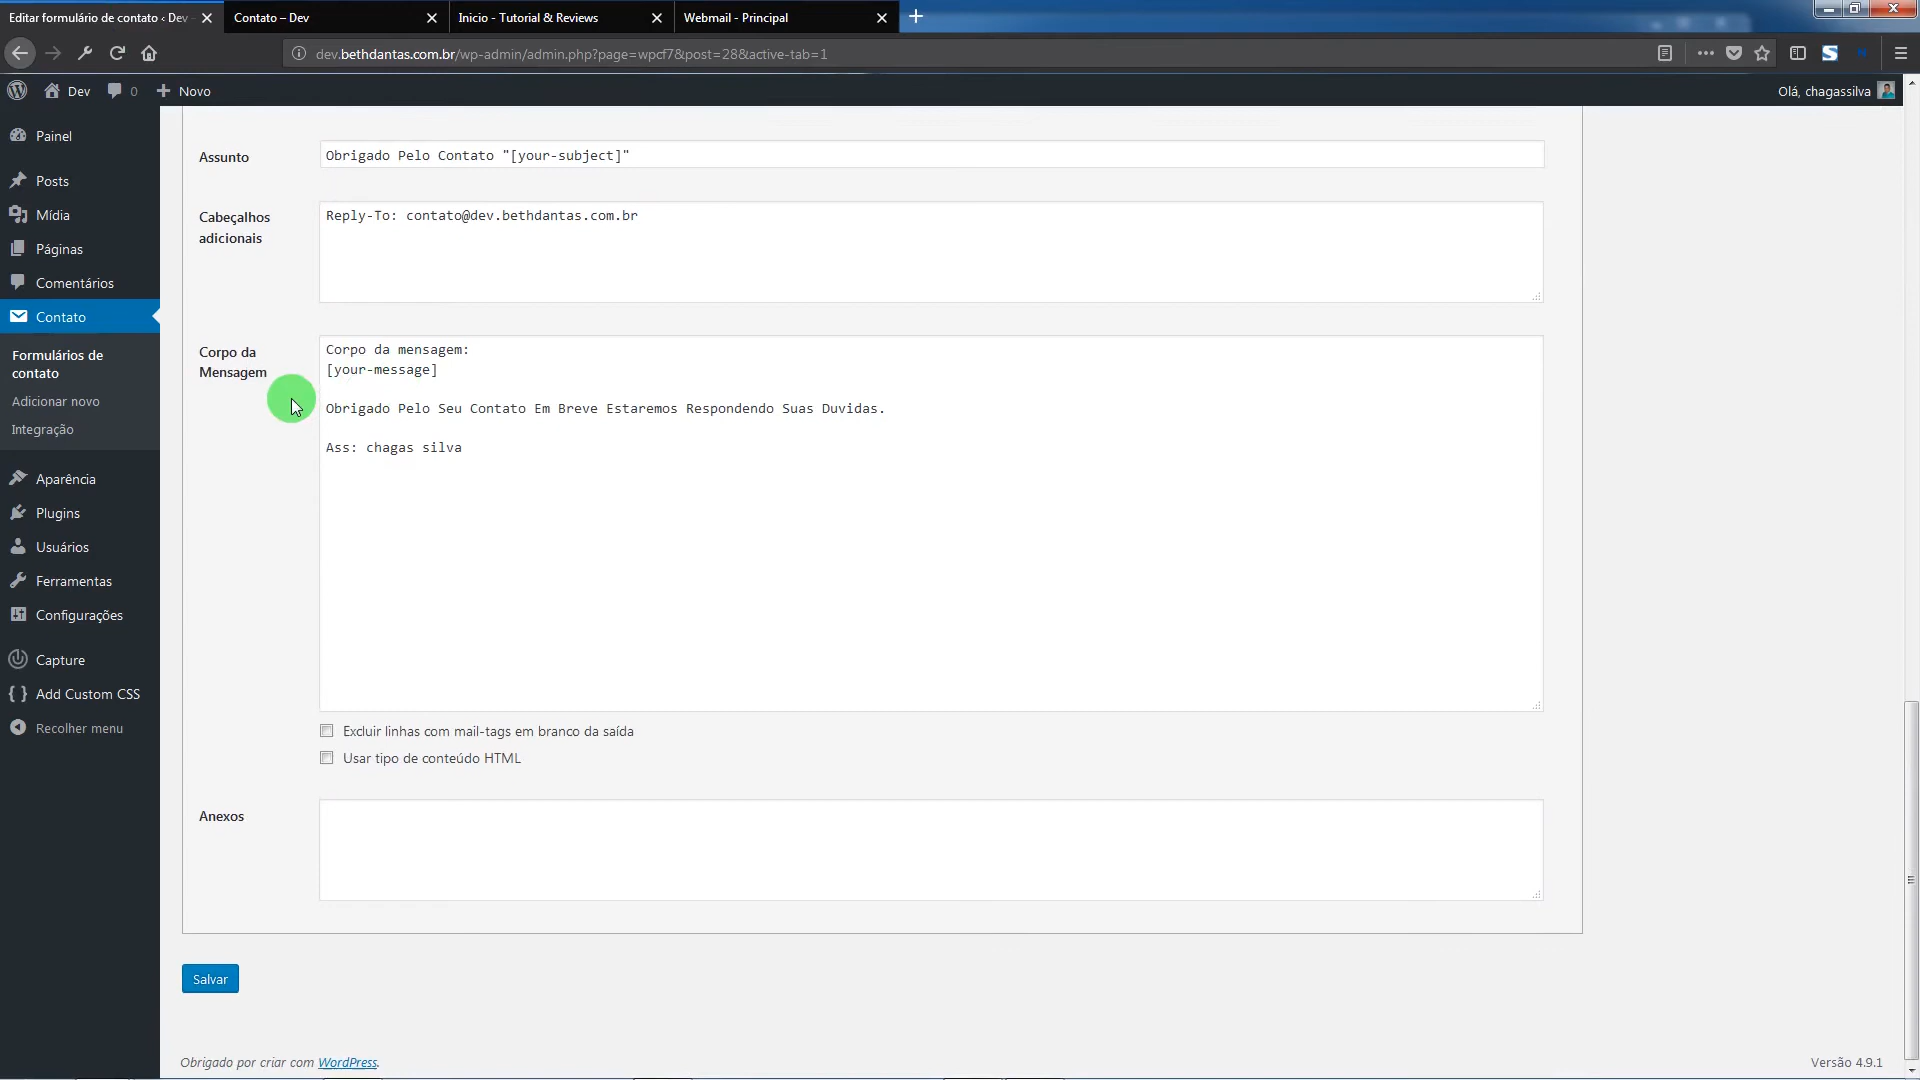 Editar formulário de contato ‹ Dev
Contato – Dev
Inicio - Tutorial & Reviews
Webmail - Principal
dev.bethdantas.com.br/wp-admin/admin.php?page=wpcf7&post=28&active-tab=1
Dev
0
Novo
Olá, chagassilva
Painel
Posts
Mídia
Páginas
Comentários
Contato
Formulários de
contato
Adicionar novo
Integração
Aparência
Plugins
Usuários
Ferramentas
Configurações
Capture
Add Custom CSS
Recolher menu
Assunto
Obrigado Pelo Contato "[your-subject]"
Cabeçalhos
adicionais
Reply-To: contato@dev.bethdantas.com.br
Corpo da
Mensagem
Corpo da mensagem:
[your-message]
Obrigado Pelo Seu Contato Em Breve Estaremos Respondendo Suas Duvidas.
Ass: chagas silva
Excluir linhas com mail-tags em branco da saída
Usar tipo de conteúdo HTML
Anexos
Salvar
Obrigado por criar com WordPress.
Versão 4.9.1